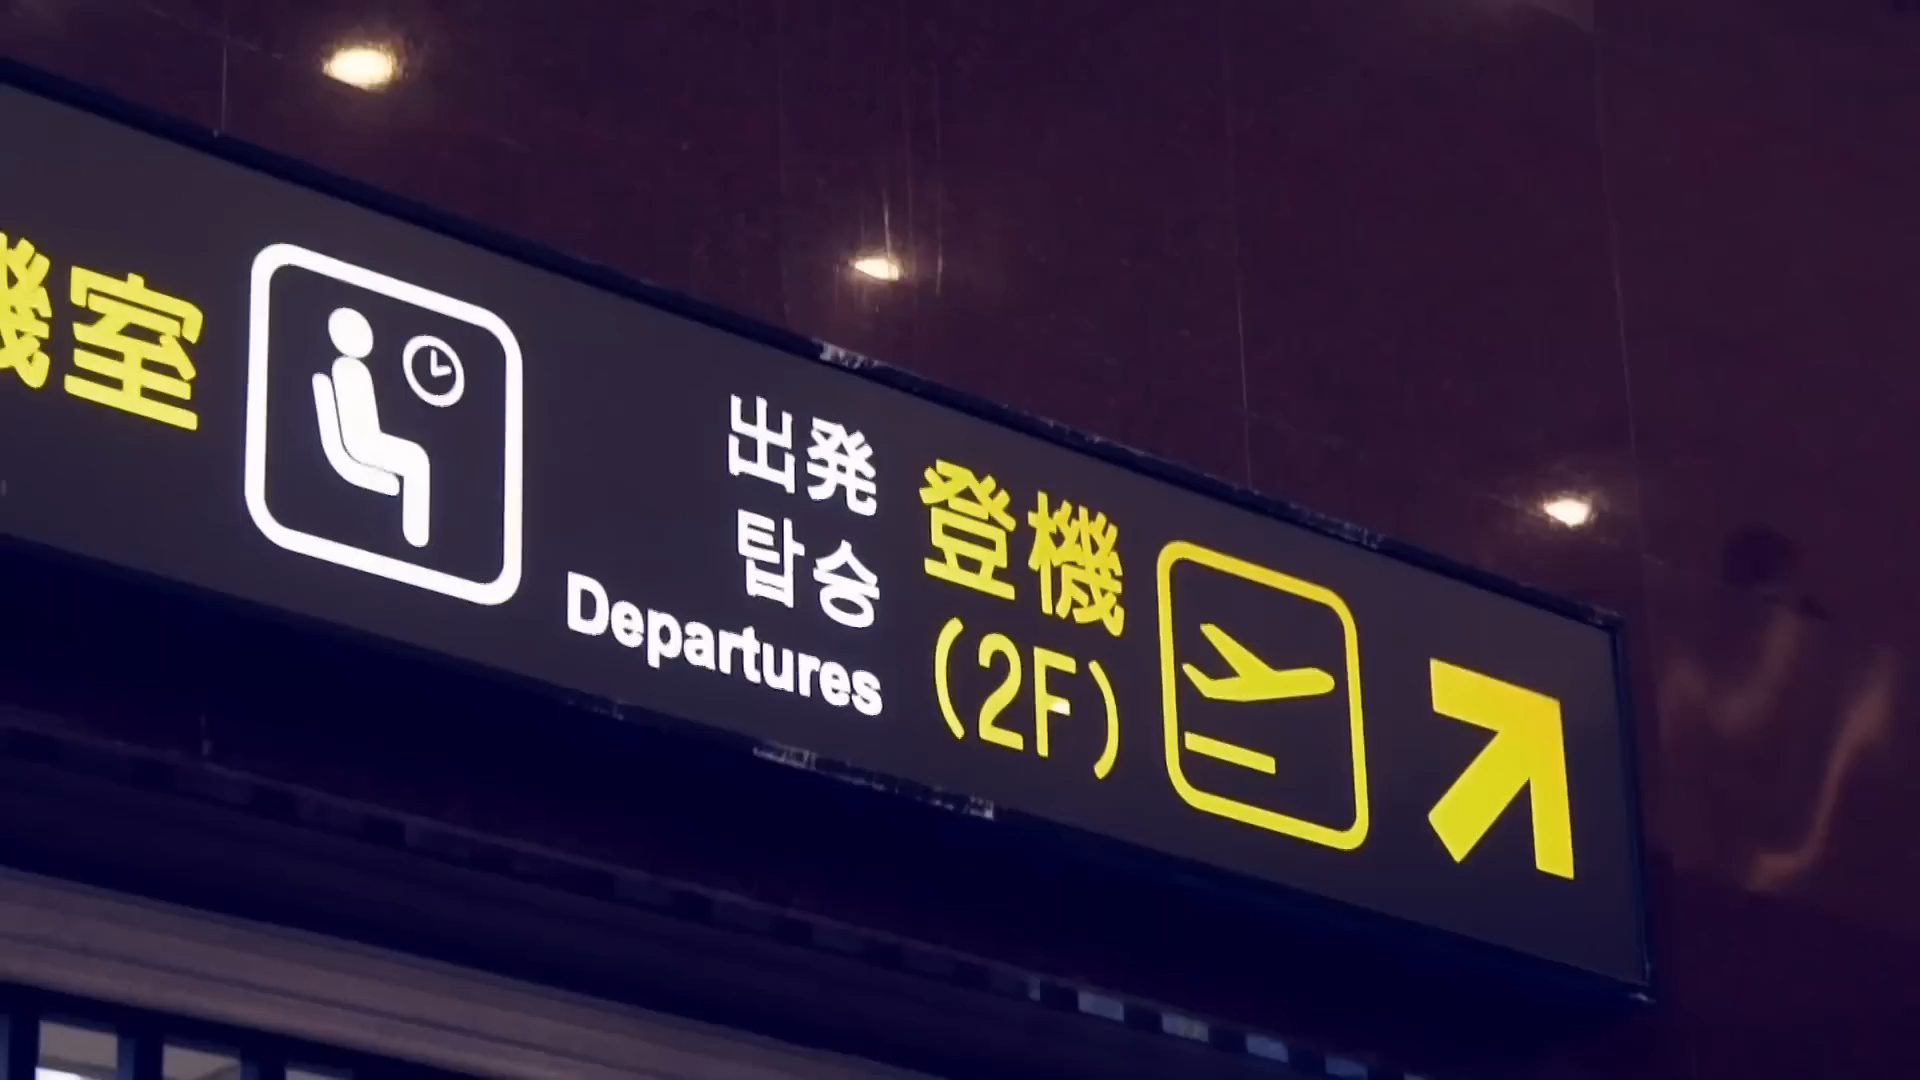 機室
出発
탑승
Departures
登機
(2F)